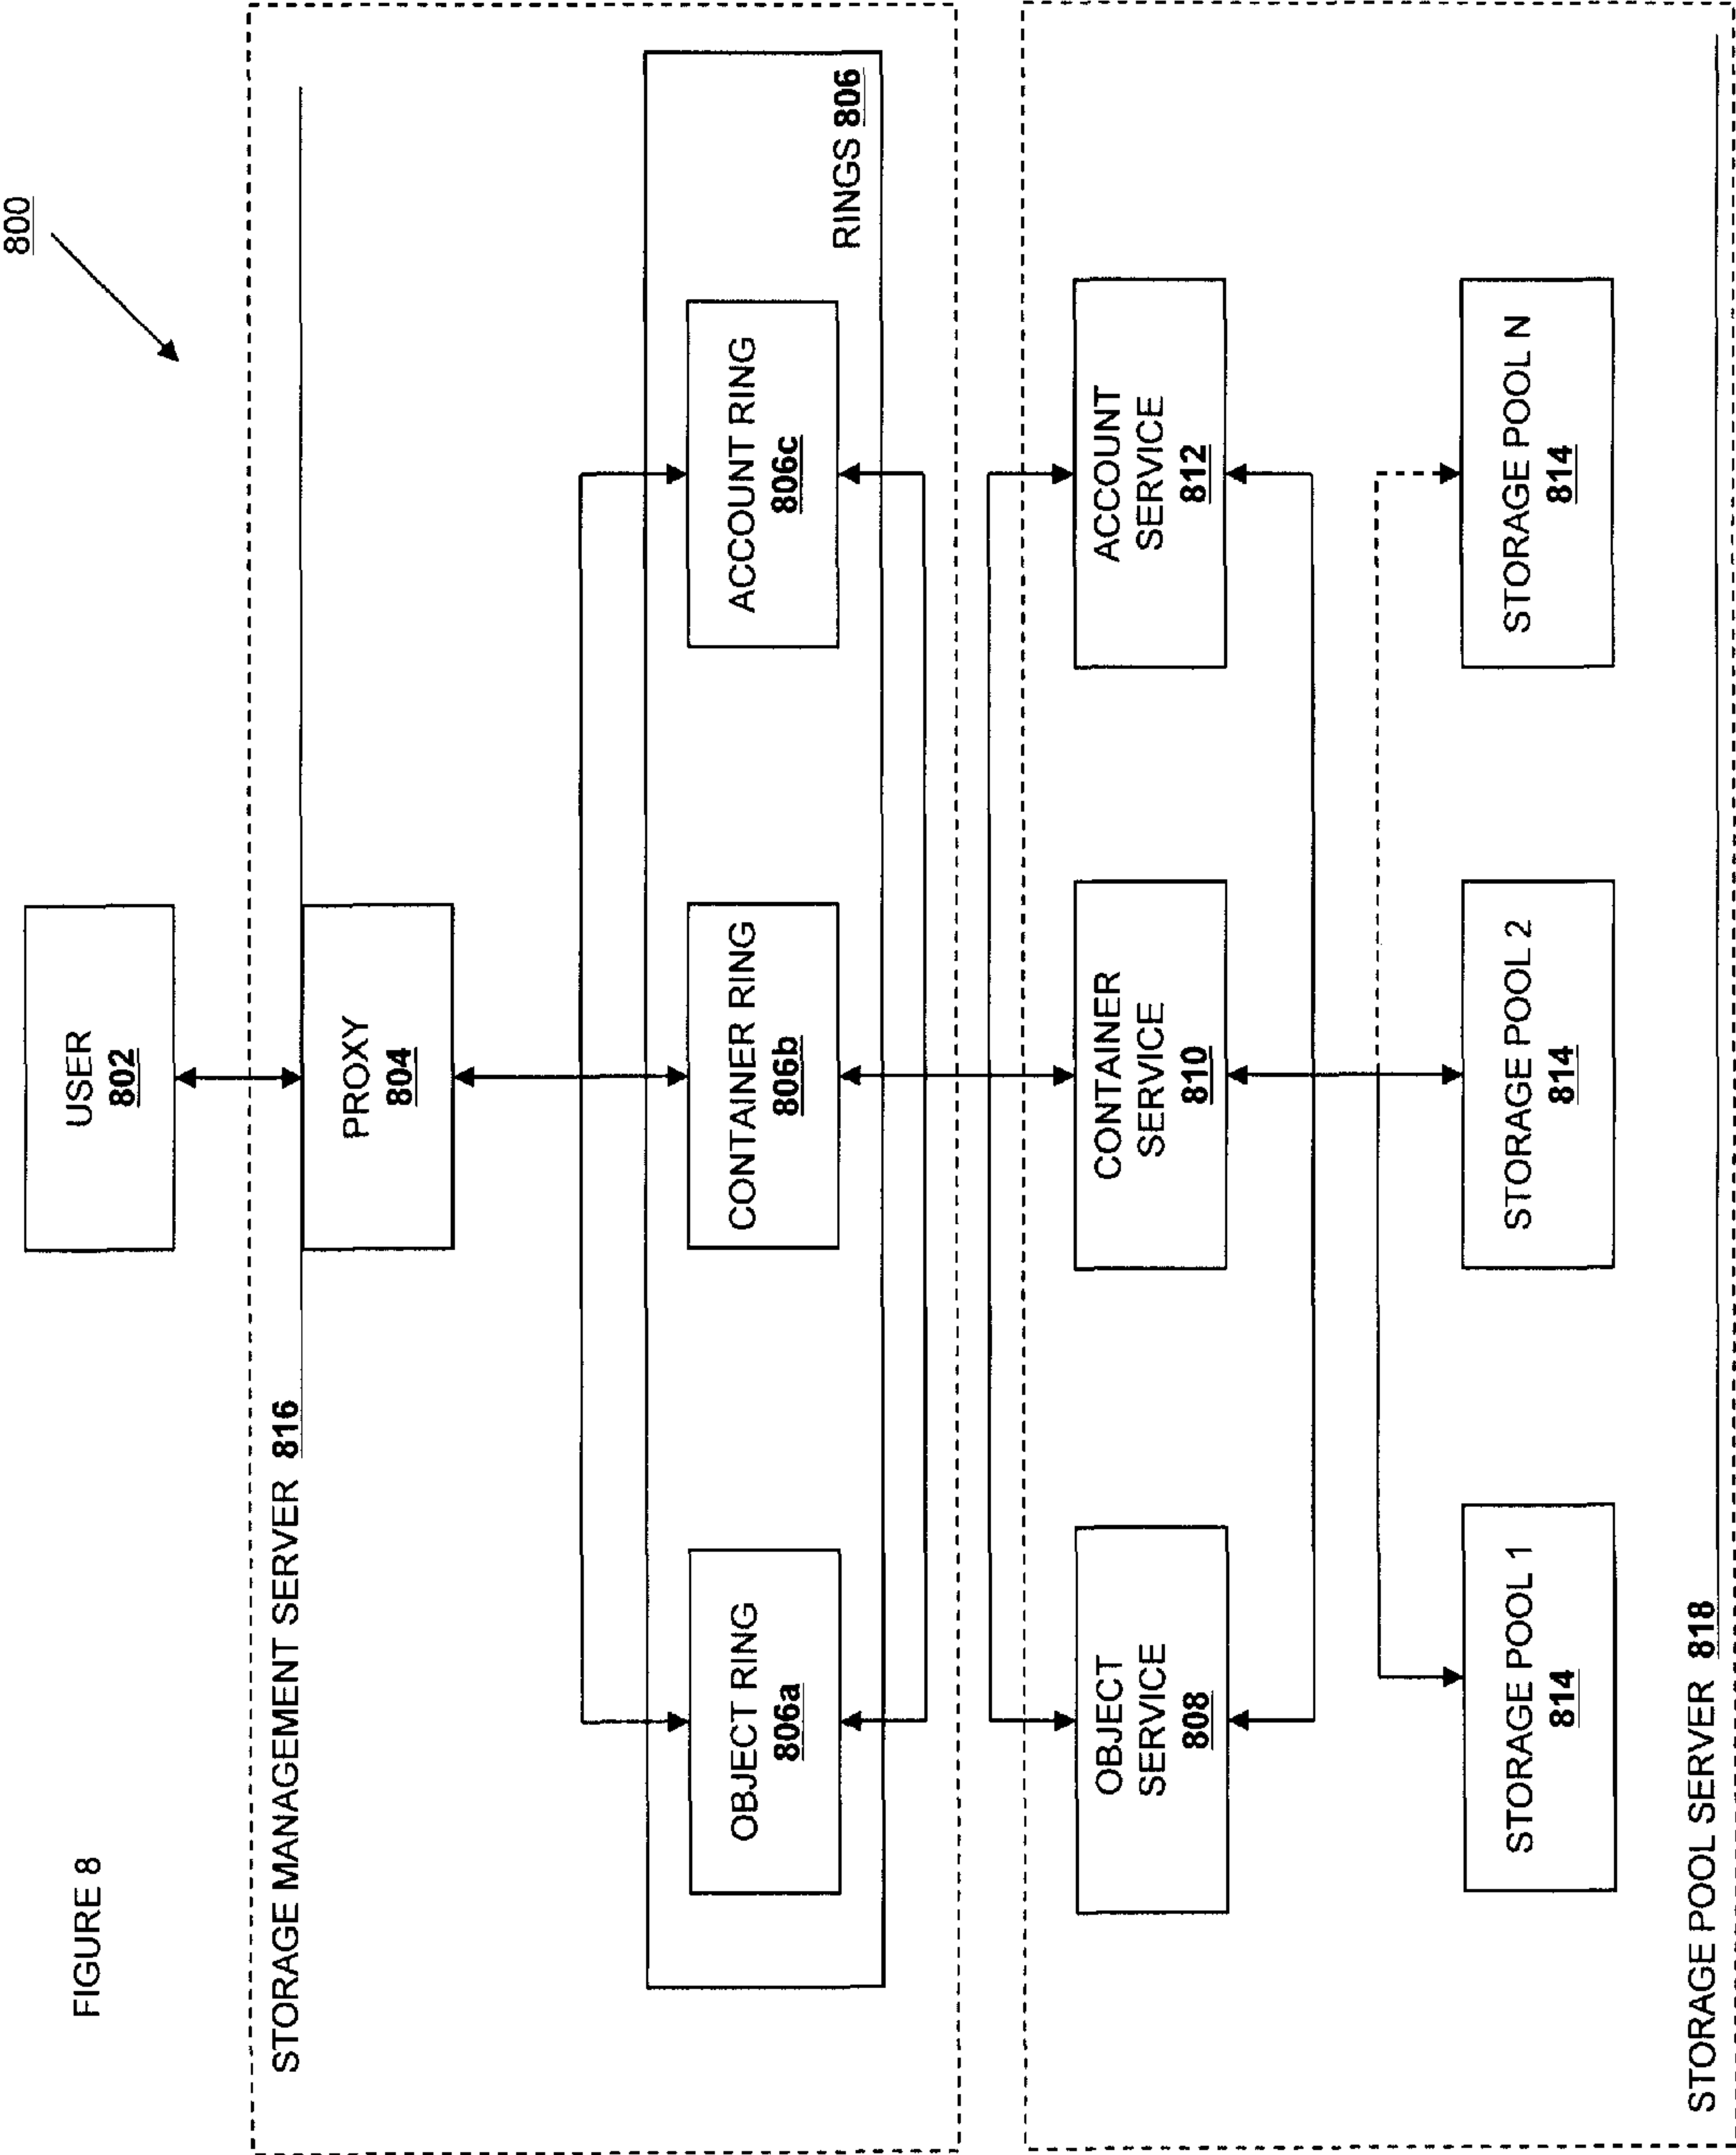 FIGURE 8
800
USER
802
STORAGE MANAGEMENT SERVER 816
PROXY
804
OBJECT RING
806a
CONTAINER RING
806b
ACCOUNT RING
806c
RINGS 806
OBJECT
SERVICE
808
CONTAINER
SERVICE
810
ACCOUNT
SERVICE
812
STORAGE POOL 1
814
STORAGE POOL 2
814
STORAGE POOL N
814
STORAGE POOL SERVER 818